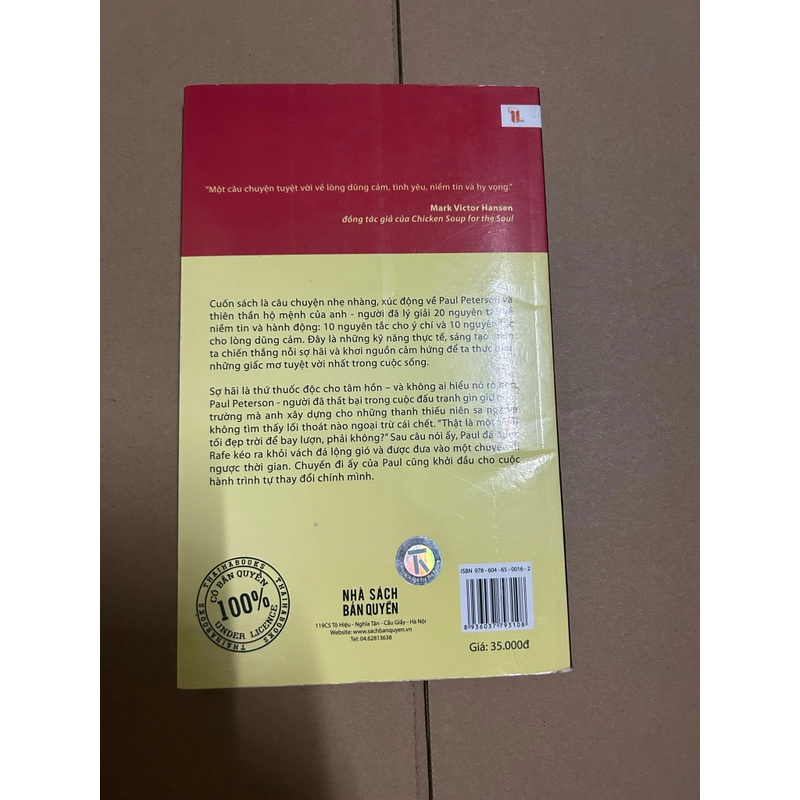 "Một câu chuyện tuyệt vời về lòng dũng cảm, tình yêu, niềm tin và hy vọng."
Mark Victor Hansen
đồng tác giả của Chicken Soup for the Soul
Cuốn sách là câu chuyện nhẹ nhàng, xúc động về Paul Peterson và
thiên thần hộ mệnh của anh - người đã lý giải 20 nguyên tắc về
niềm tin và hành động: 10 nguyên tắc cho ý chí và 10 nguyên tắc
cho lòng dũng cảm. Đây là những kỹ năng thực tế, sáng tạo,
ta chiến thắng nỗi sợ hãi và khơi nguồn cảm hứng để ta thực
những giấc mơ tuyệt vời nhất trong cuộc sống.
Sợ hãi là thứ thuốc độc cho tâm hồn – và không ai hiểu nó rõ hơn
Paul Peterson - người đã thất bại trong cuộc đấu tranh gìn giữ
trường mà anh xây dựng cho những thanh thiếu niên sa ngã và
không tìm thấy lối thoát nào ngoại trừ cái chết. "Thật là một
tối đẹp trời để bay lượn, phải không?" Sau câu nói ấy, Paul đã được
Rafe kéo ra khỏi vách đá lộng gió và được đưa vào một chuyến đi
ngược thời gian. Chuyến đi ấy của Paul cũng khởi đầu cho cuộc
hành trình tự thay đổi chính mình.
THAIHABOOKS
CÓ BẢN QUYỀN
100%
UNDER LICENCE
THAIHABOOKS
NHÀ SÁCH
BẢN QUYỀN
119C5 Tô Hiệu - Nghĩa Tân - Cầu Giấy - Hà Nội
Website: www.sachbanquyen.vn
Tel: 04.62813638
ISBN 978 - 604 - 65 - 0016 - 2
8 936037 793108
Giá: 35.000đ